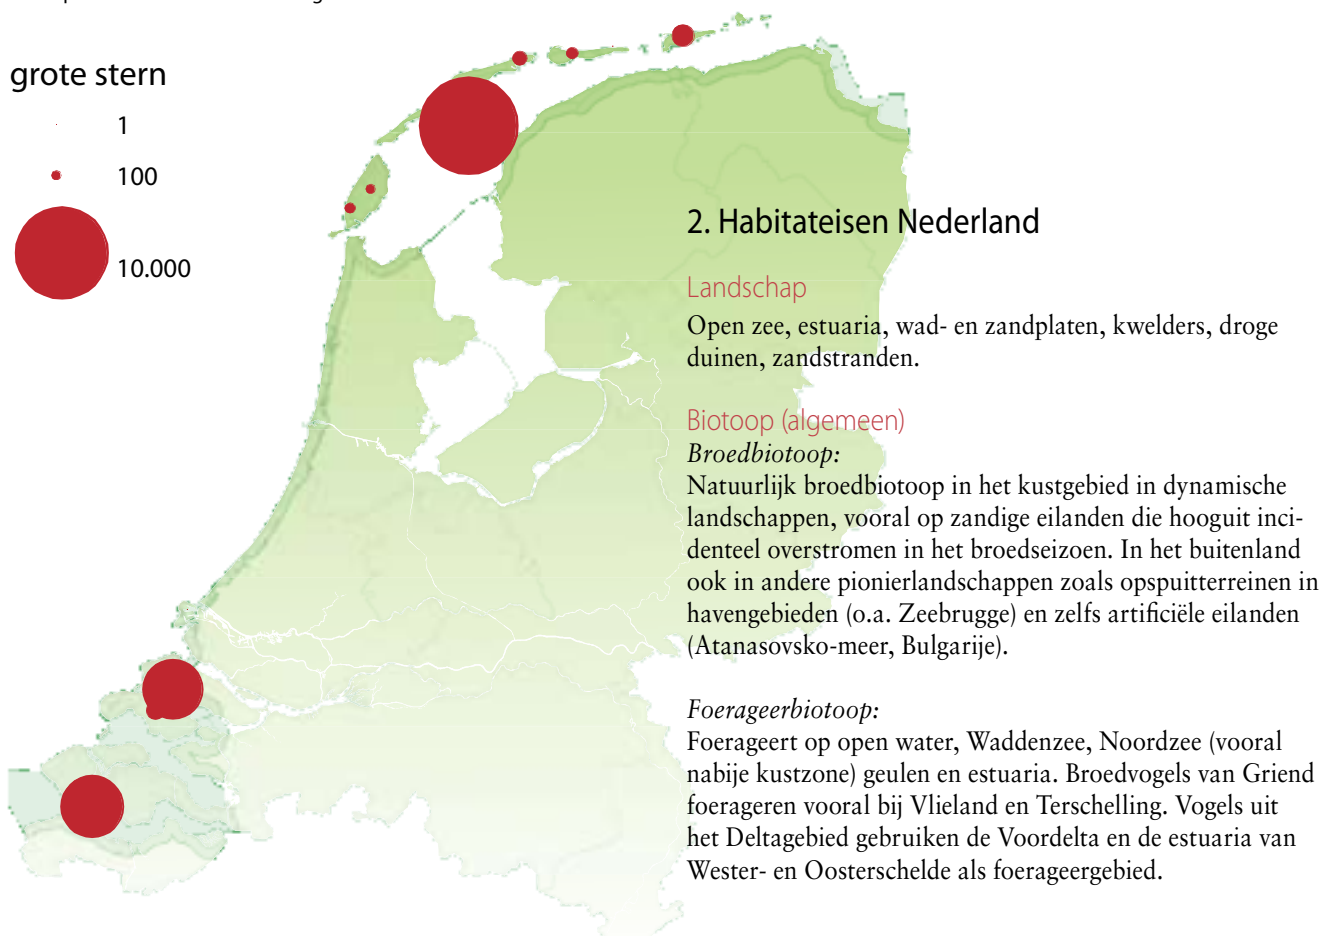 grote stern
1
100
10.000
2. Habitateisen Nederland
Landschap
Open zee, estuaria, wad- en zandplaten, kwelders, droge
duinen, zandstranden.
Biotoop (algemeen)
Broedbiotoop:
Natuurlijk broedbiotoop in het kustgebied in dynamische
landschappen, vooral op zandige eilanden die hooguit inci-
denteel overstromen in het broedseizoen. In het buitenland
ook in andere pionierlandschappen zoals opspuitterreinen in
havengebieden (o.a. Zeebrugge) en zelfs artificiële eilanden
(Atanasovsko-meer, Bulgarije).
Foerageerbiotoop:
Foerageert op open water, Waddenzee, Noordzee (vooral
nabije kustzone) geulen en estuaria. Broedvogels van Griend
foerageren vooral bij Vlieland en Terschelling. Vogels uit
het Deltagebied gebruiken de Voordelta en de estuaria van
Wester- en Oosterschelde als foerageergebied.